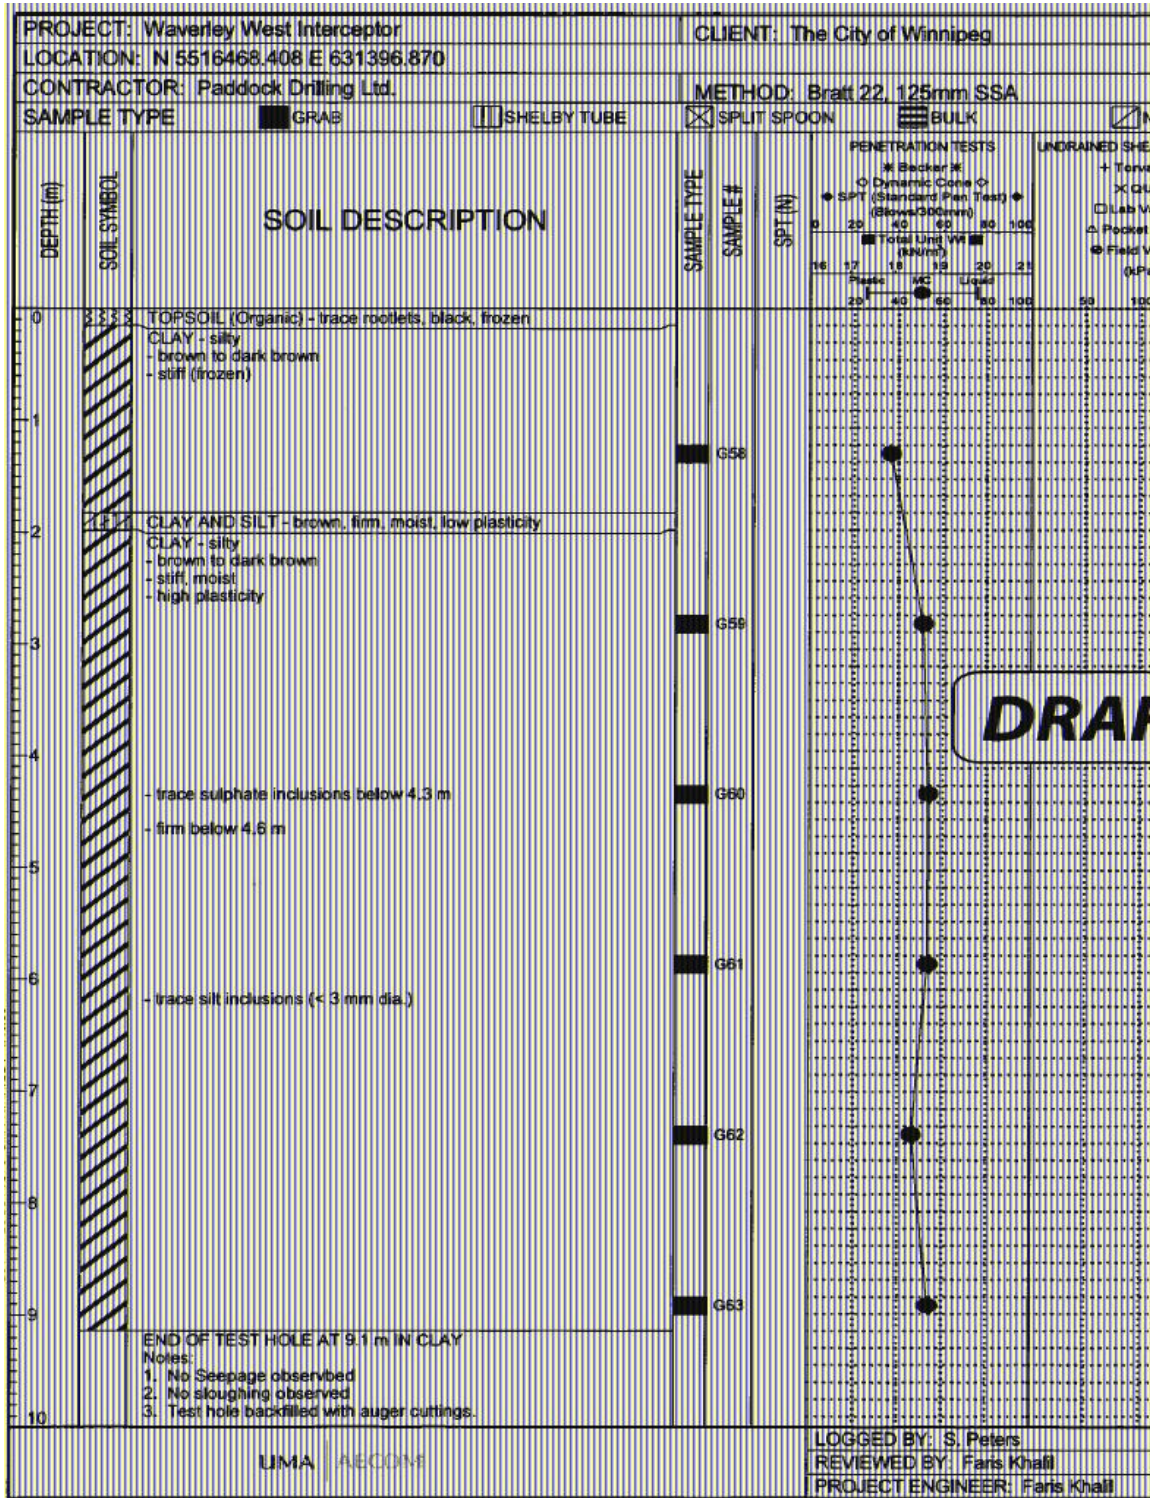 PROJECT: Waverley West Interceptor
CLIENT: The City of Winnipeg
LOCATION: N 5516468.408 E 631396.870
CONTRACTOR: Paddock Drilling Ltd.
METHOD: Bratt 22, 125mm SSA
SAMPLE TYPE GRAB SHELBY TUBE SPLIT SPOON BULK
DEPTH (m)
SOIL SYMBOL
SOIL DESCRIPTION
SAMPLE TYPE
SAMPLE #
SPT (N)
PENETRATION TESTS
Becker
Dynamic Cone
SPT (Standard Pen Test)
(Blows/300mm)
0 20 40 60 80 100
Total Unit Wt
(kN/m³)
16 17 18 19 20 21
Plastic MC Liquid
20 40 60 80 100
UNDRAINED SHE
+ Torva
X QU
Lab V
Pocket
Field V
(kPa
50 100
0
TOPSOIL (Organic) - trace rootlets, black, frozen
CLAY - silty
- brown to dark brown
- stiff (frozen)
1
G58
CLAY AND SILT - brown, firm, moist, low plasticity
2
CLAY - silty
- brown to dark brown
- stiff, moist
- high plasticity
G59
3
DRAF
4
- trace sulphate inclusions below 4.3 m
G60
- firm below 4.6 m
5
G61
6
- trace silt inclusions (< 3 mm dia.)
7
G62
8
9
G63
END OF TEST HOLE AT 9.1 m IN CLAY
Notes:
1. No Seepage observbed
2. No sloughing observed
3. Test hole backfilled with auger cuttings.
10
UMA | AECOM
LOGGED BY: S. Peters
REVIEWED BY: Faris Khalil
PROJECT ENGINEER: Faris Khalil